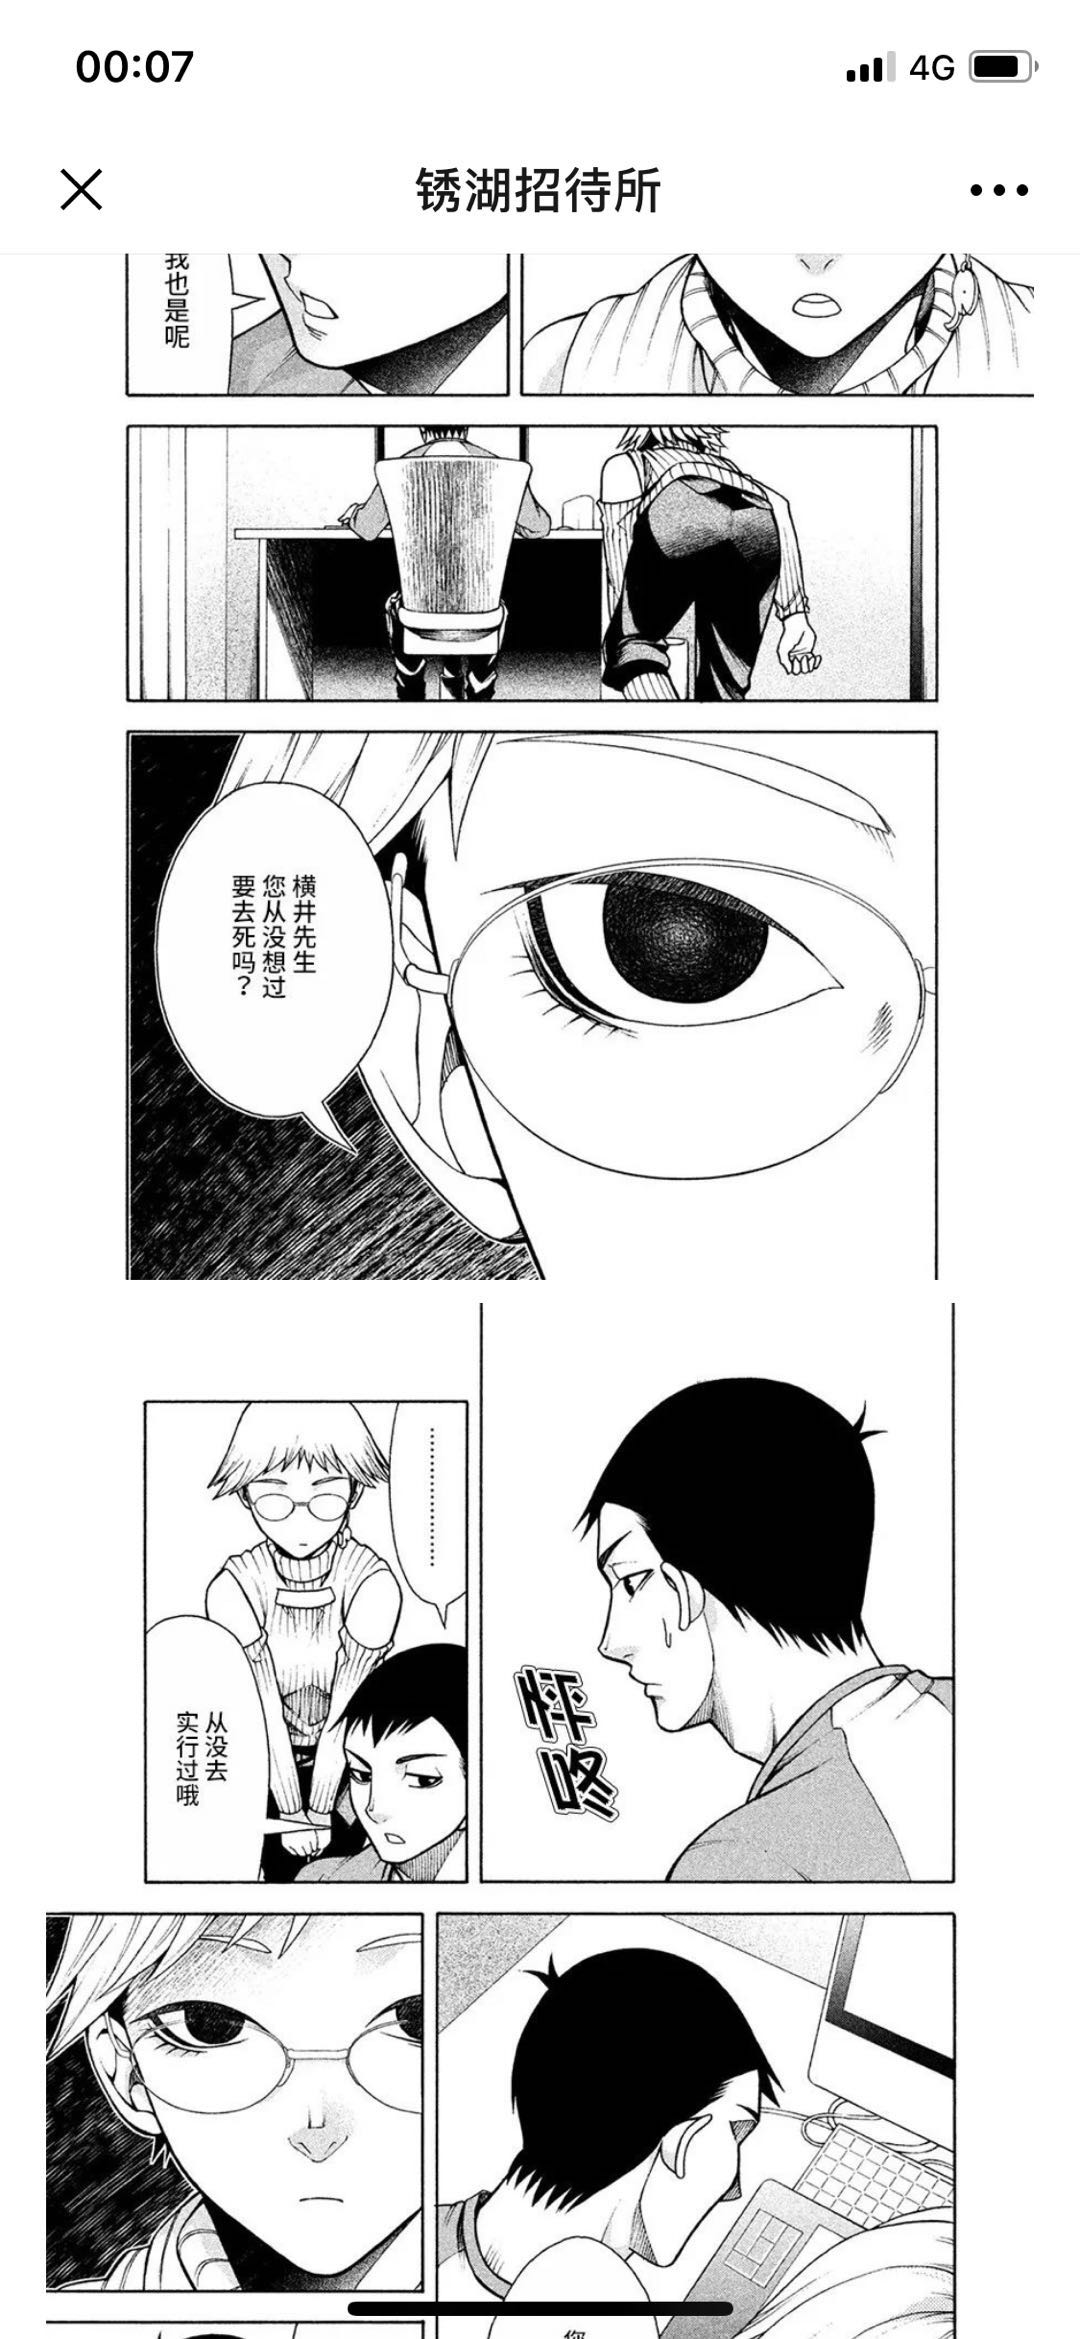 00:07
4G
锈湖招待所
我也是呢
横井先生
您从没想过
要去死吗？
怦咚
…………
从没去
实行过哦
您